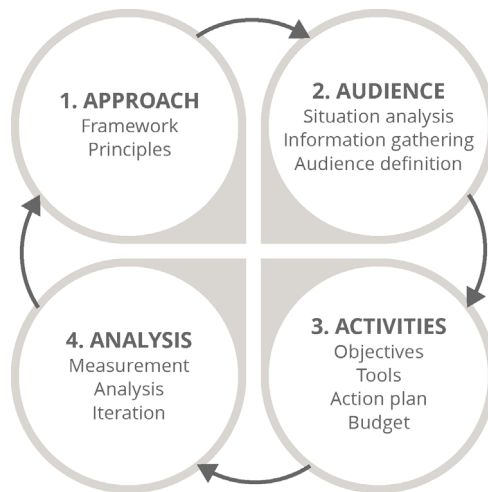 1. APPROACH
Framework
Principles
2. AUDIENCE
Situation analysis
Information gathering
Audience definition
3. ACTIVITIES
Objectives
Tools
Action plan
Budget
4. ANALYSIS
Measurement
Analysis
Iteration